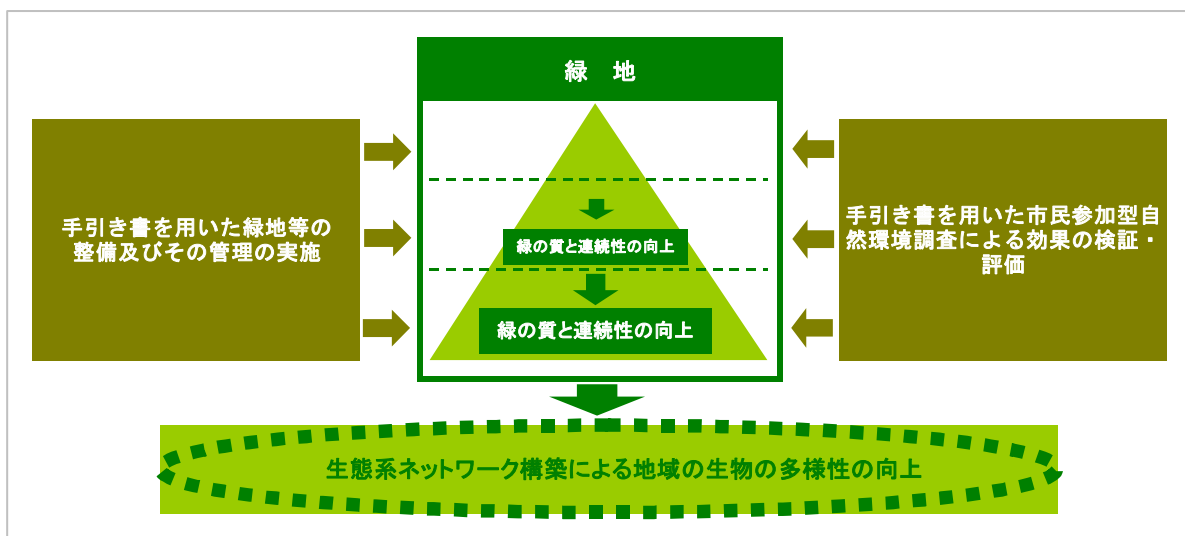 緑　地
手引き書を用いた緑地等の
整備及びその管理の実施
緑の質と連続性の向上
緑の質と連続性の向上
手引き書を用いた市民参加型自
然環境調査による効果の検証・
評価
生態系ネットワーク構築による地域の生物の多様性の向上